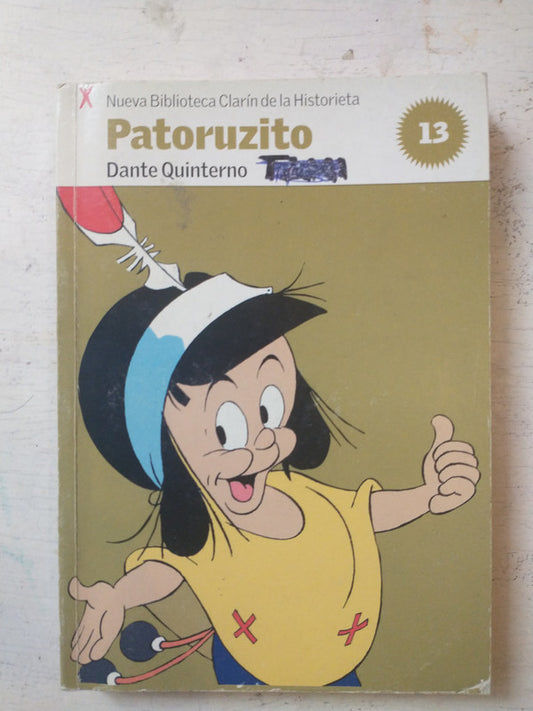 Nueva Biblioteca Clarín de la Historieta
Patoruzito
13
Dante Quinterno